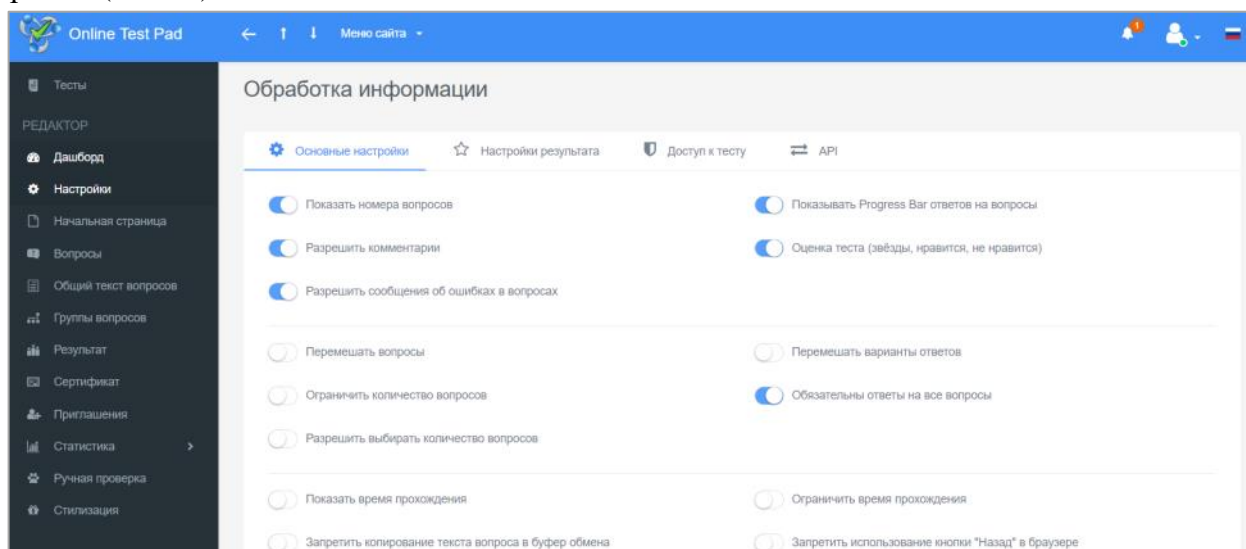 Online Test Pad
Меню сайта
1
Тесты
РЕДАКТОР
Дашборд
Настройки
Начальная страница
Вопросы
Общий текст вопросов
Группы вопросов
Результат
Сертификат
Приглашения
Статистика
Ручная проверка
Стилизация
Обработка информации
Основные настройки Настройки результата Доступ к тесту API
Показать номера вопросов Показывать Progress Bar ответов на вопросы
Разрешить комментарии Оценка теста (звёзды, нравится, не нравится)
Разрешить сообщения об ошибках в вопросах
Перемешать вопросы Перемешать варианты ответов
Ограничить количество вопросов Обязательны ответы на все вопросы
Разрешить выбирать количество вопросов
Показать время прохождения Ограничить время прохождения
Запретить копирование текста вопроса в буфер обмена Запретить использование кнопки "Назад" в браузере